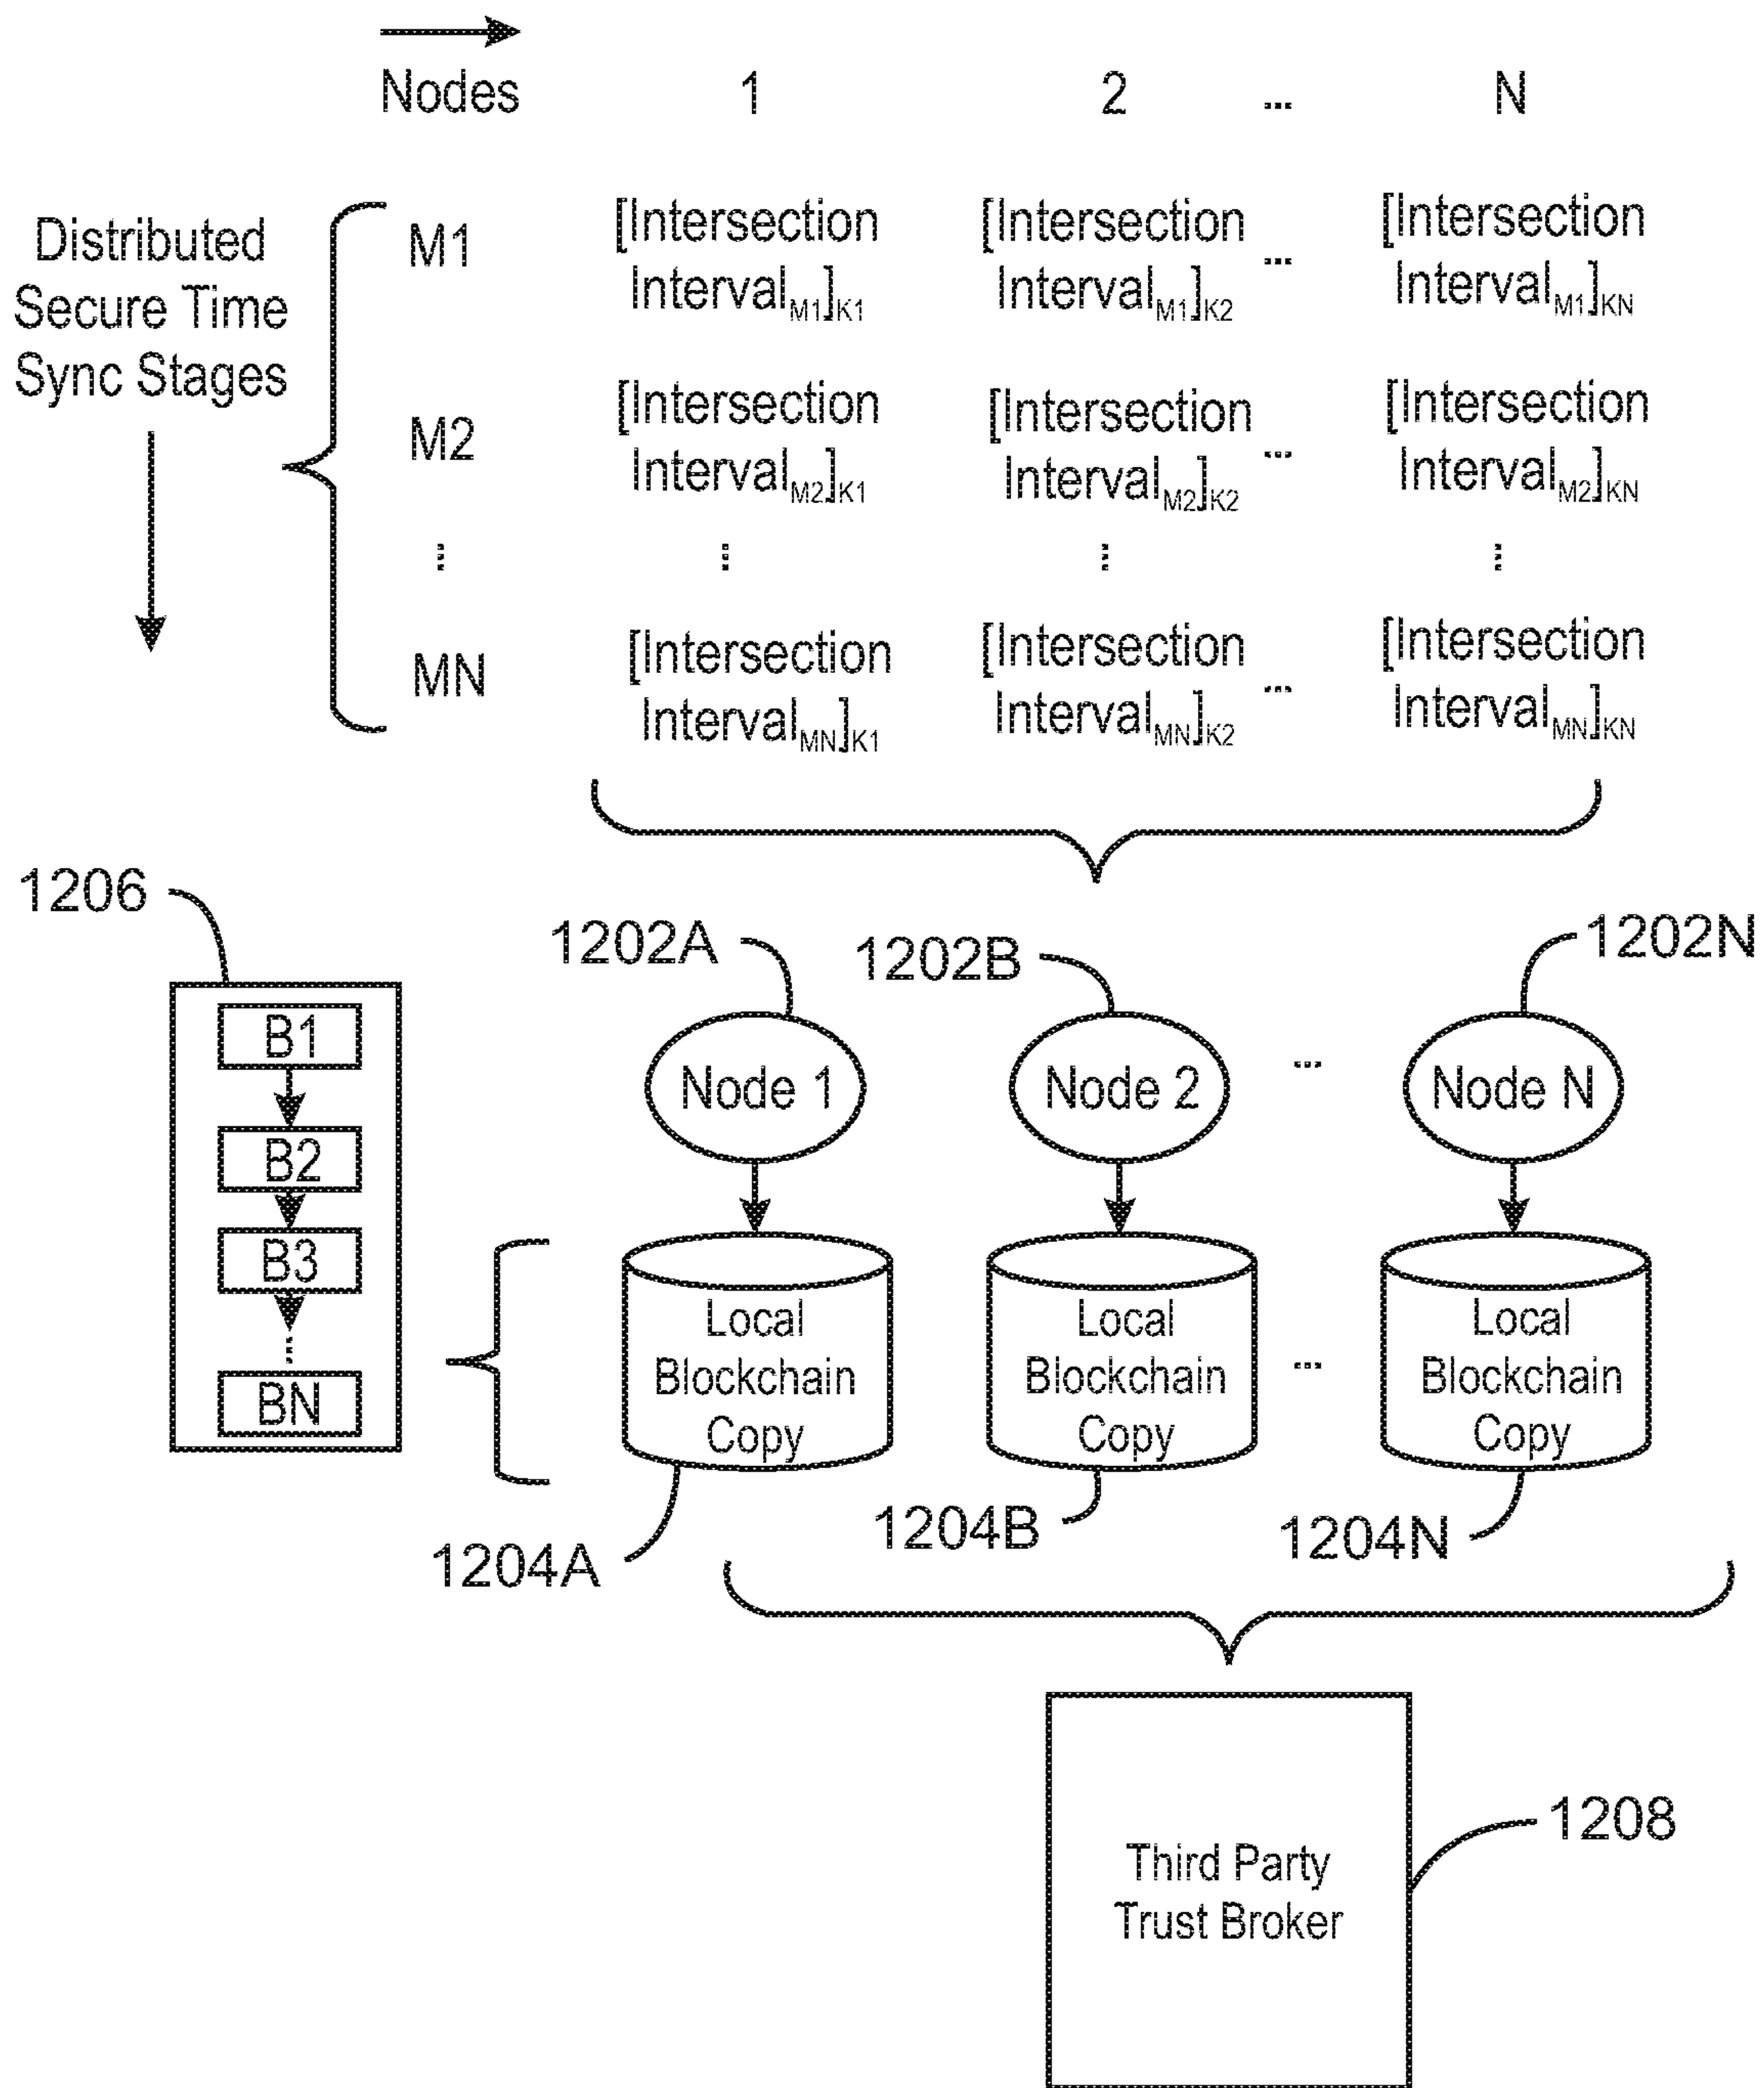 Nodes 1 2 ... N
Distributed
Secure Time
Sync Stages
M1
[Intersection
Interval_M1]_K1
[Intersection
Interval_M1]_K2
...
[Intersection
Interval_M1]_KN
M2
[Intersection
Interval_M2]_K1
[Intersection
Interval_M2]_K2
...
[Intersection
Interval_M2]_KN
⋮ ⋮ ⋮ ⋮
MN
[Intersection
Interval_MN]_K1
[Intersection
Interval_MN]_K2
...
[Intersection
Interval_MN]_KN
1206
1202A
1202B
1202N
B1
B2
B3
⋮
BN
Node 1
Node 2
...
Node N
Local
Blockchain
Copy
Local
Blockchain
Copy
...
Local
Blockchain
Copy
1204A
1204B
1204N
Third Party
Trust Broker
1208